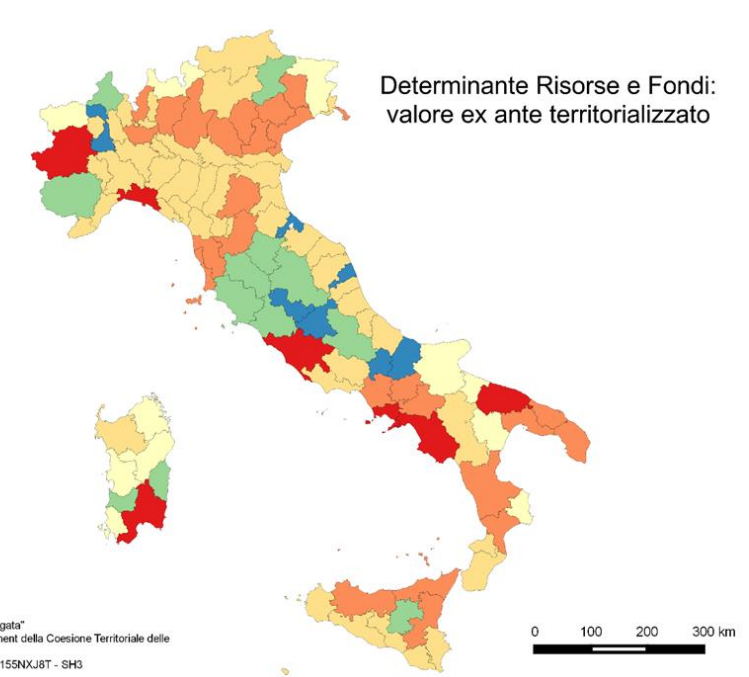 Determinante Risorse e Fondi:
valore ex ante territorializzato
gata"
ent della Coesione Territoriale delle
155NXJ8T - SH3
0 100 200 300 km